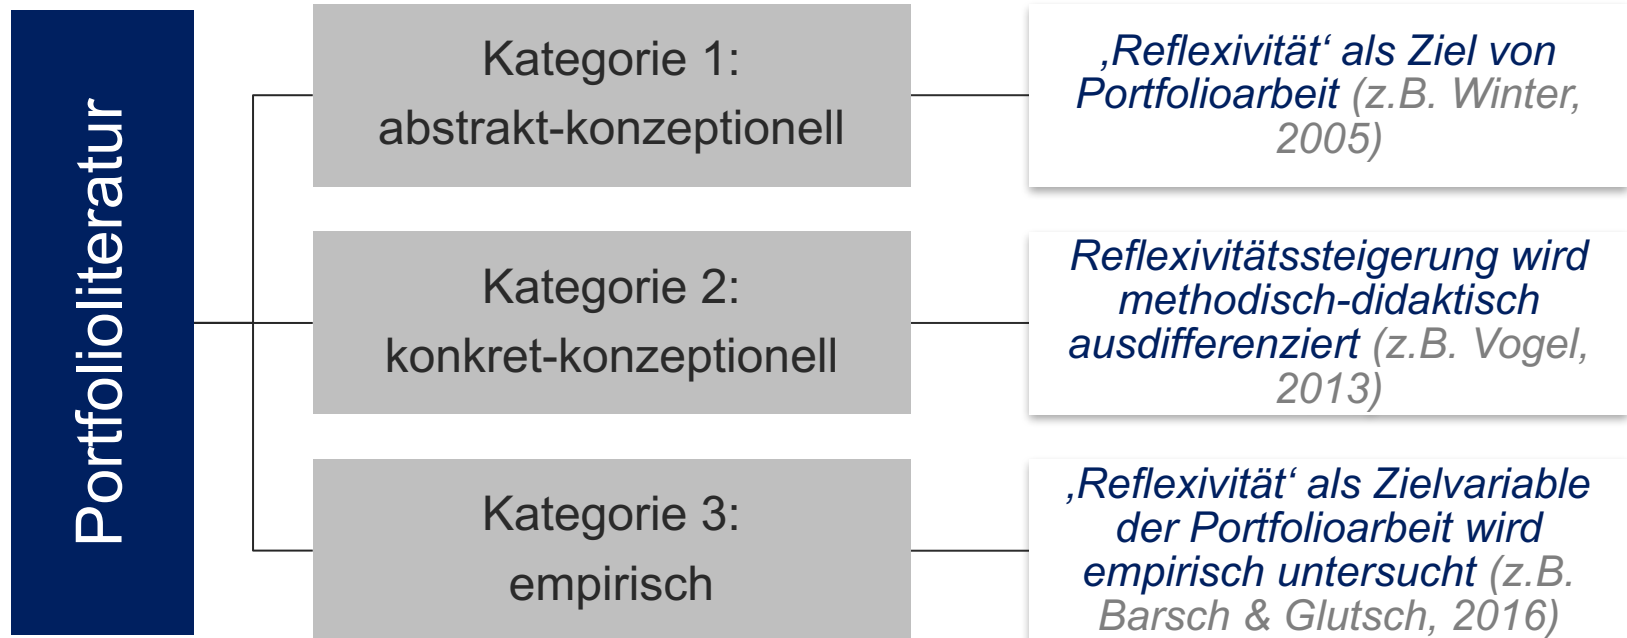 Portfolioliteratur
Kategorie 1:
abstrakt-konzeptionell
‚Reflexivität‘ als Ziel von
Portfolioarbeit (z.B. Winter,
2005)
Kategorie 2:
konkret-konzeptionell
Reflexivitätssteigerung wird
methodisch-didaktisch
ausdifferenziert (z.B. Vogel,
2013)
Kategorie 3:
empirisch
‚Reflexivität‘ als Zielvariable
der Portfolioarbeit wird
empirisch untersucht (z.B.
Barsch & Glutsch, 2016)